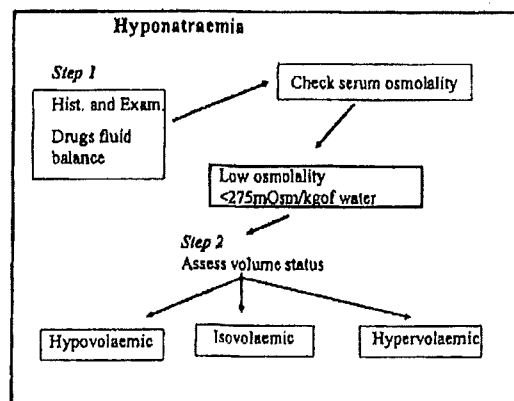 Hyponatraemia
Step 1
Hist. and Exam.
Drugs fluid
balance
Check serum osmolality
Low osmolality
<275mOsm/kgof water
Step 2
Assess volume status
Hypovolaemic
Isovolaemic
Hypervolaemic